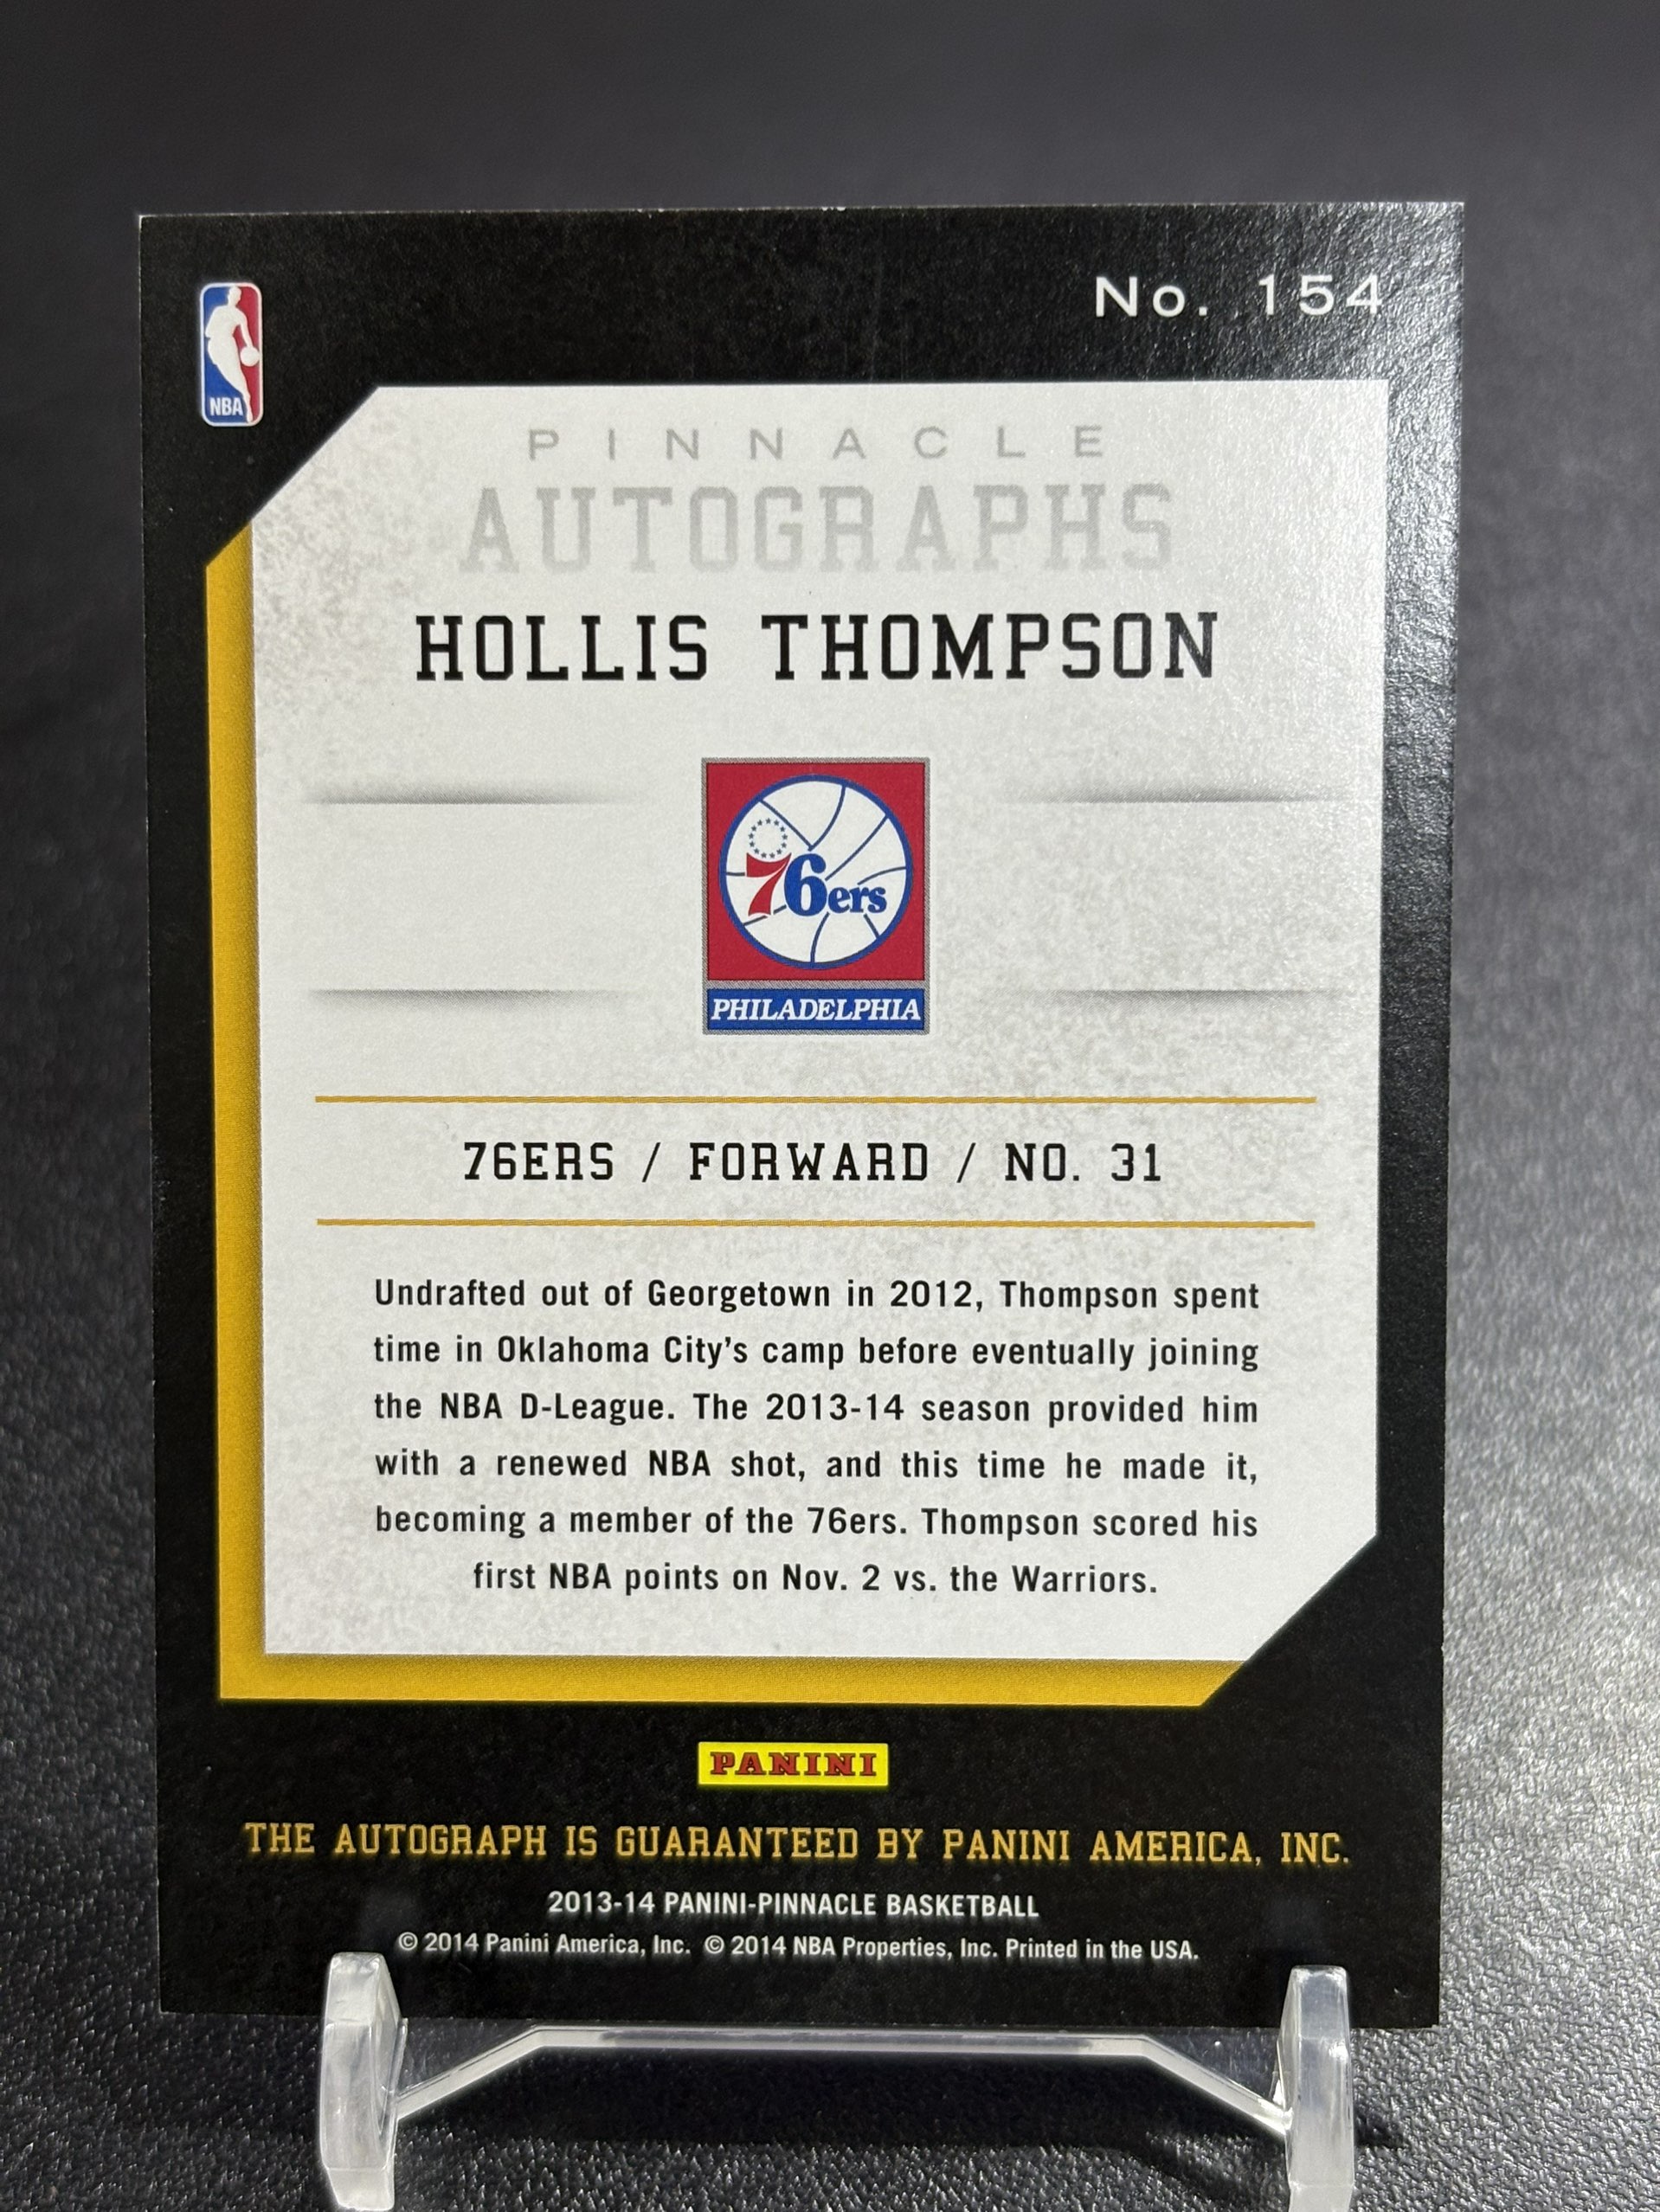 No. 154
NBA
PINNACLE
AUTOGRAPHS
HOLLIS THOMPSON
76ers
PHILADELPHIA
76ERS / FORWARD / NO. 31
Undrafted out of Georgetown in 2012, Thompson spent
time in Oklahoma City's camp before eventually joining
the NBA D-League. The 2013-14 season provided him
with a renewed NBA shot, and this time he made it,
becoming a member of the 76ers. Thompson scored his
first NBA points on Nov. 2 vs. the Warriors.
PANINI
THE AUTOGRAPH IS GUARANTEED BY PANINI AMERICA, INC.
2013-14 PANINI-PINNACLE BASKETBALL
© 2014 Panini America, Inc. © 2014 NBA Properties, Inc. Printed in the USA.